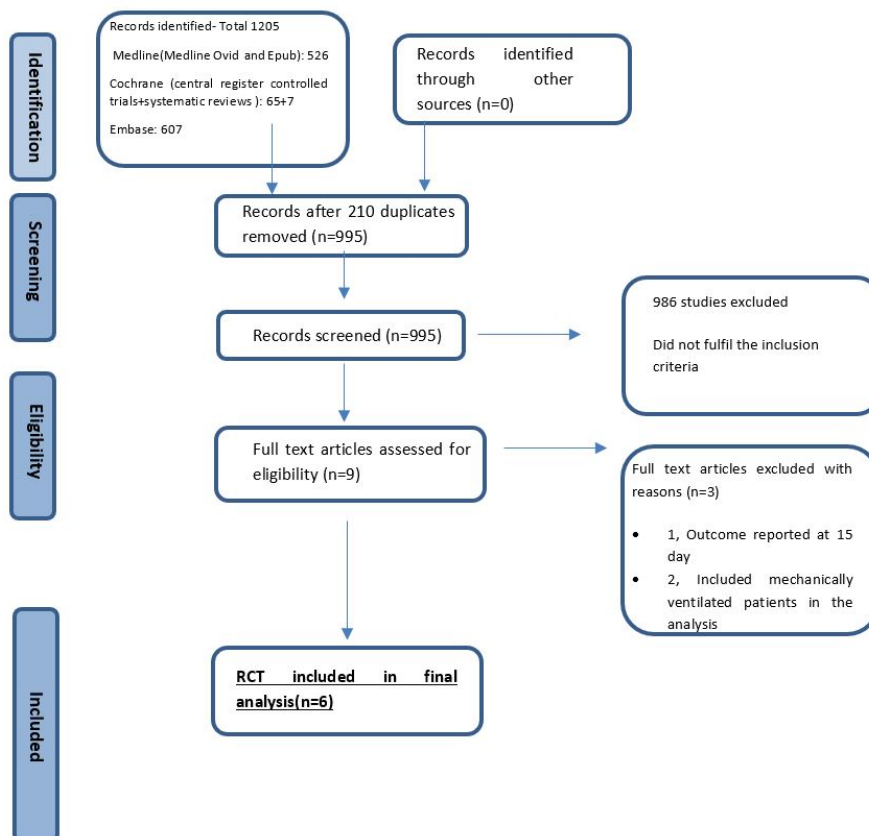 Identification
Records identified- Total 1205
Medline(Medline Ovid and Epub): 526
Cochrane (central register controlled
trials+systematic reviews ): 65+7
Embase: 607
Records identified
through other
sources (n=0)
Screening
Records after 210 duplicates
removed (n=995)
Records screened (n=995)
986 studies excluded
Did not fulfil the inclusion
criteria
Eligibility
Full text articles assessed for
eligibility (n=9)
Full text articles excluded with
reasons (n=3)
• 1, Outcome reported at 15
day
• 2, Included mechanically
ventilated patients in the
analysis
Included
RCT included in final
analysis(n=6)